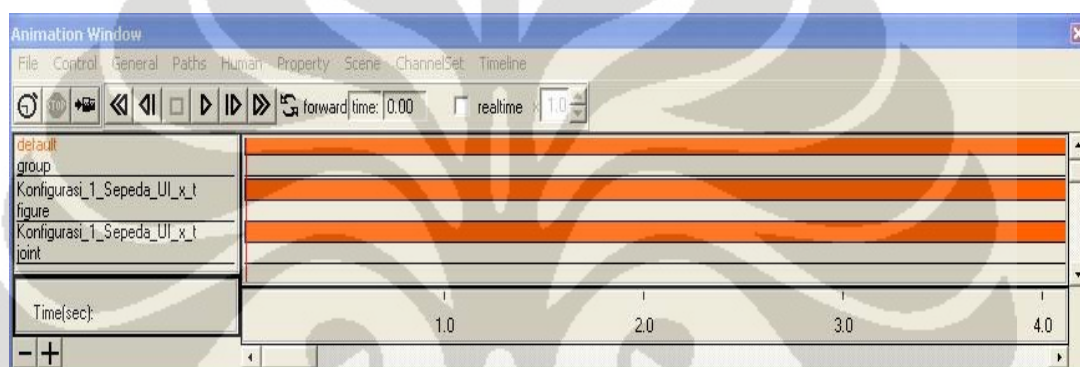 Animation Window
File Control General Paths Human Property Scene ChannelSet Timeline
STOP forward time: 0.00 realtime x 1.0
default
group
Konfigurasi_1_Sepeda_UI_x_t
figure
Konfigurasi_1_Sepeda_UI_x_t
joint
Time(sec):
1.0 2.0 3.0 4.0